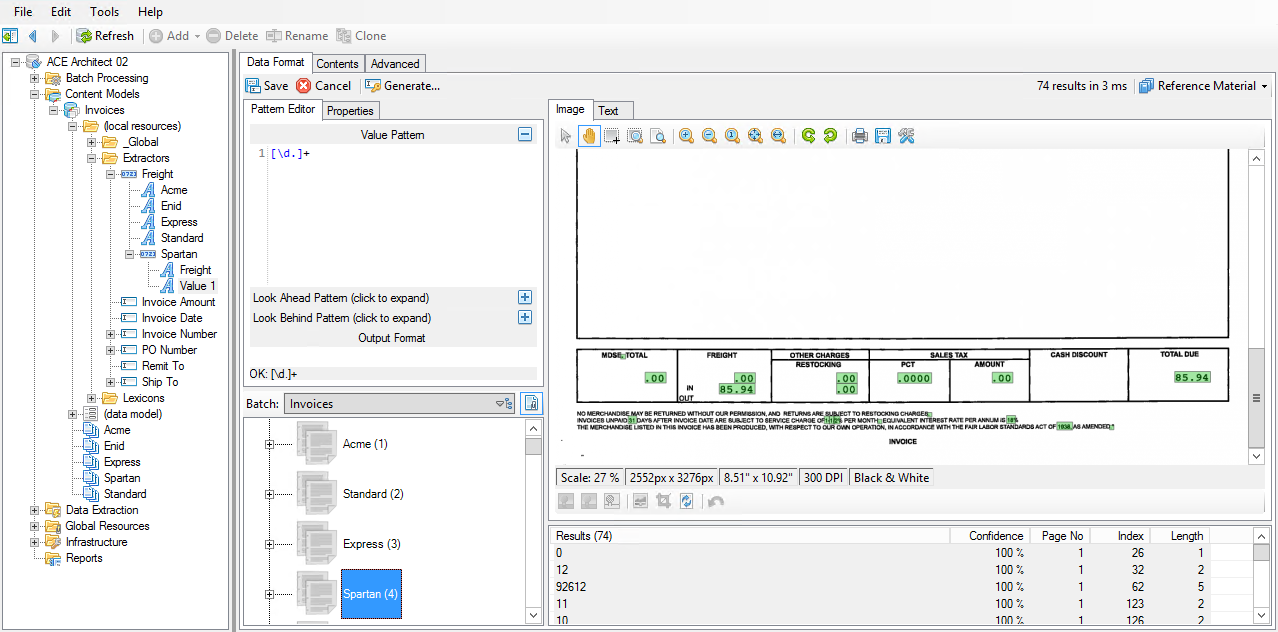 File Edit Tools Help
Refresh Add Delete Rename Clone
ACE Architect 02
Batch Processing
Content Models
Invoices
(local resources)
_Global
Extractors
Freight
Acme
Enid
Express
Standard
Spartan
Freight
Value 1
Invoice Amount
Invoice Date
Invoice Number
PO Number
Remit To
Ship To
Lexicons
(data model)
Acme
Enid
Express
Spartan
Standard
Data Extraction
Global Resources
Infrastructure
Reports
Data Format Contents Advanced
Save Cancel Generate...
74 results in 3 ms Reference Material
Pattern Editor Properties
Value Pattern
1 [\d.]+
Look Ahead Pattern (click to expand)
Look Behind Pattern (click to expand)
Output Format
OK: [\d.]+
Batch: Invoices
Acme (1)
Standard (2)
Express (3)
Spartan (4)
Image Text
MDSE. TOTAL FREIGHT OTHER CHARGES SALES TAX CASH DISCOUNT TOTAL DUE
RESTOCKING PCT AMOUNT
.00 .00 .00 .0000 .00 85.94
IN 85.94 .00
OUT
NO MERCHANDISE MAY BE RETURNED WITHOUT OUR PERMISSION, AND RETURNS ARE SUBJECT TO RESTOCKING CHARGES.
INVOICES UNPAID DAYS AFTER INVOICE DATE ARE SUBJECT TO SERVICE CHARGE OF PER MONTH. EQUIVALENT INTEREST RATE PER ANNUM IS 18%
THE MERCHANDISE LISTED IN THIS INVOICE HAS BEEN PRODUCED, WITH RESPECT TO OUR OWN OPERATION, IN ACCORDANCE WITH THE FAIR LABOR STANDARDS ACT OF 1938, AS AMENDED."
INVOICE
Scale: 27 % 2552px x 3276px 8.51" x 10.92" 300 DPI Black & White
Results (74) Confidence Page No Index Length
0 100 % 1 26 1
12 100 % 1 32 2
92612 100 % 1 62 5
11 100 % 1 123 2
10 100 % 1 126 2